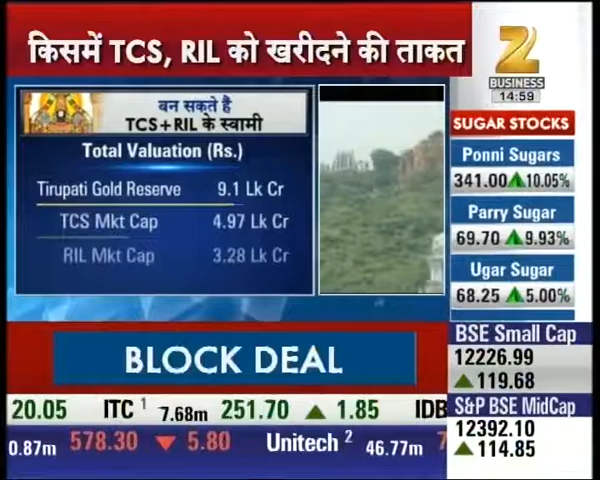 किसमें TCS, RIL को खरीदने की ताकत
Z
BUSINESS
14:59
बन सकते हैं
TCS+RIL के स्वामी
Total Valuation (Rs.)
Tirupati Gold Reserve 9.1 Lk Cr
TCS Mkt Cap 4.97 Lk Cr
RIL Mkt Cap 3.28 Lk Cr
SUGAR STOCKS
Ponni Sugars
341.00 ▲ 10.05%
Parry Sugar
69.70 ▲ 9.93%
Ugar Sugar
68.25 ▲ 5.00%
BLOCK DEAL
BSE Small Cap
12226.99
▲ 119.68
S&P BSE MidCap
12392.10
▲ 114.85
20.05 ITC 1 7.68m 251.70 ▲ 1.85 IDB
0.87m 578.30 ▼ 5.80 Unitech 2 46.77m 7